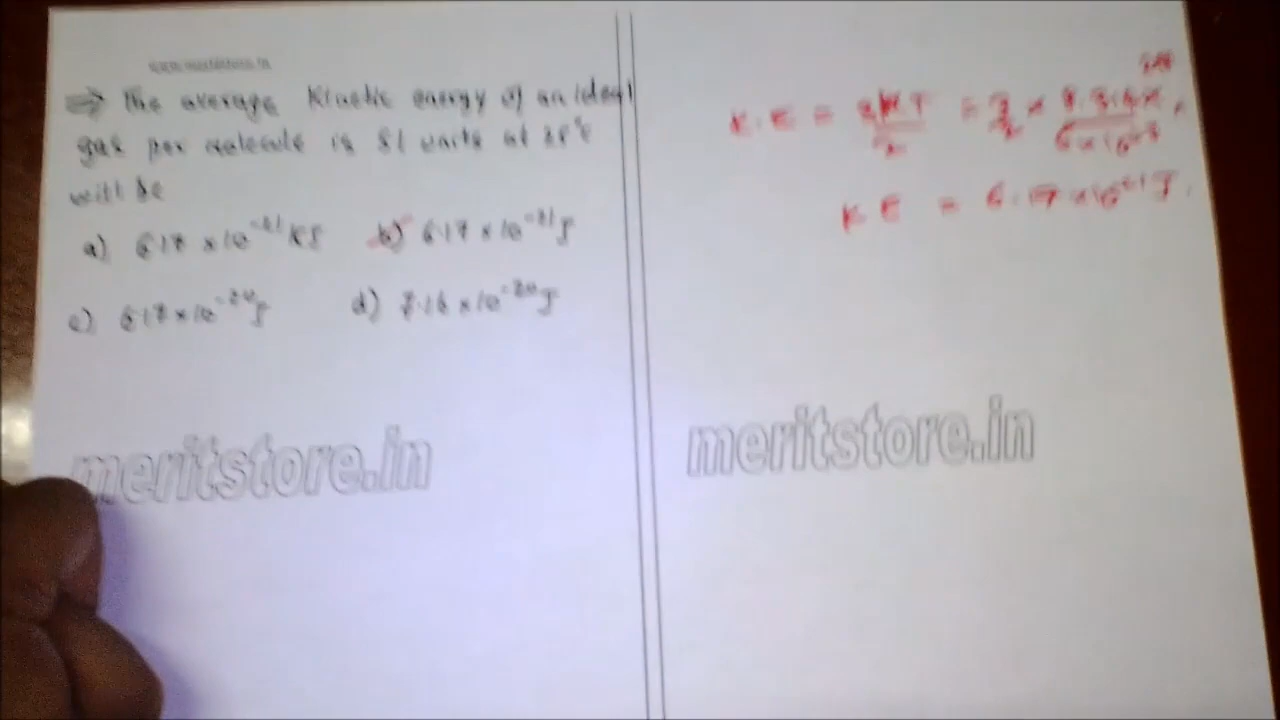 www.meritstore.in
⇒ The average Kinetic energy of an ideal
gas per molecule is SI units at 25°C
will be
a) 6.17 × 10⁻²¹ KJ b) 6.17 × 10⁻²¹ J
c) 6.17 × 10⁻²⁰ J d) 7.16 × 10⁻²⁰ J
meritstore.in
K.E = 3KT/2 = 3/2 × 8.314 × 298 / 6×10²³
K E = 6.17 × 10⁻²¹ J.
meritstore.in